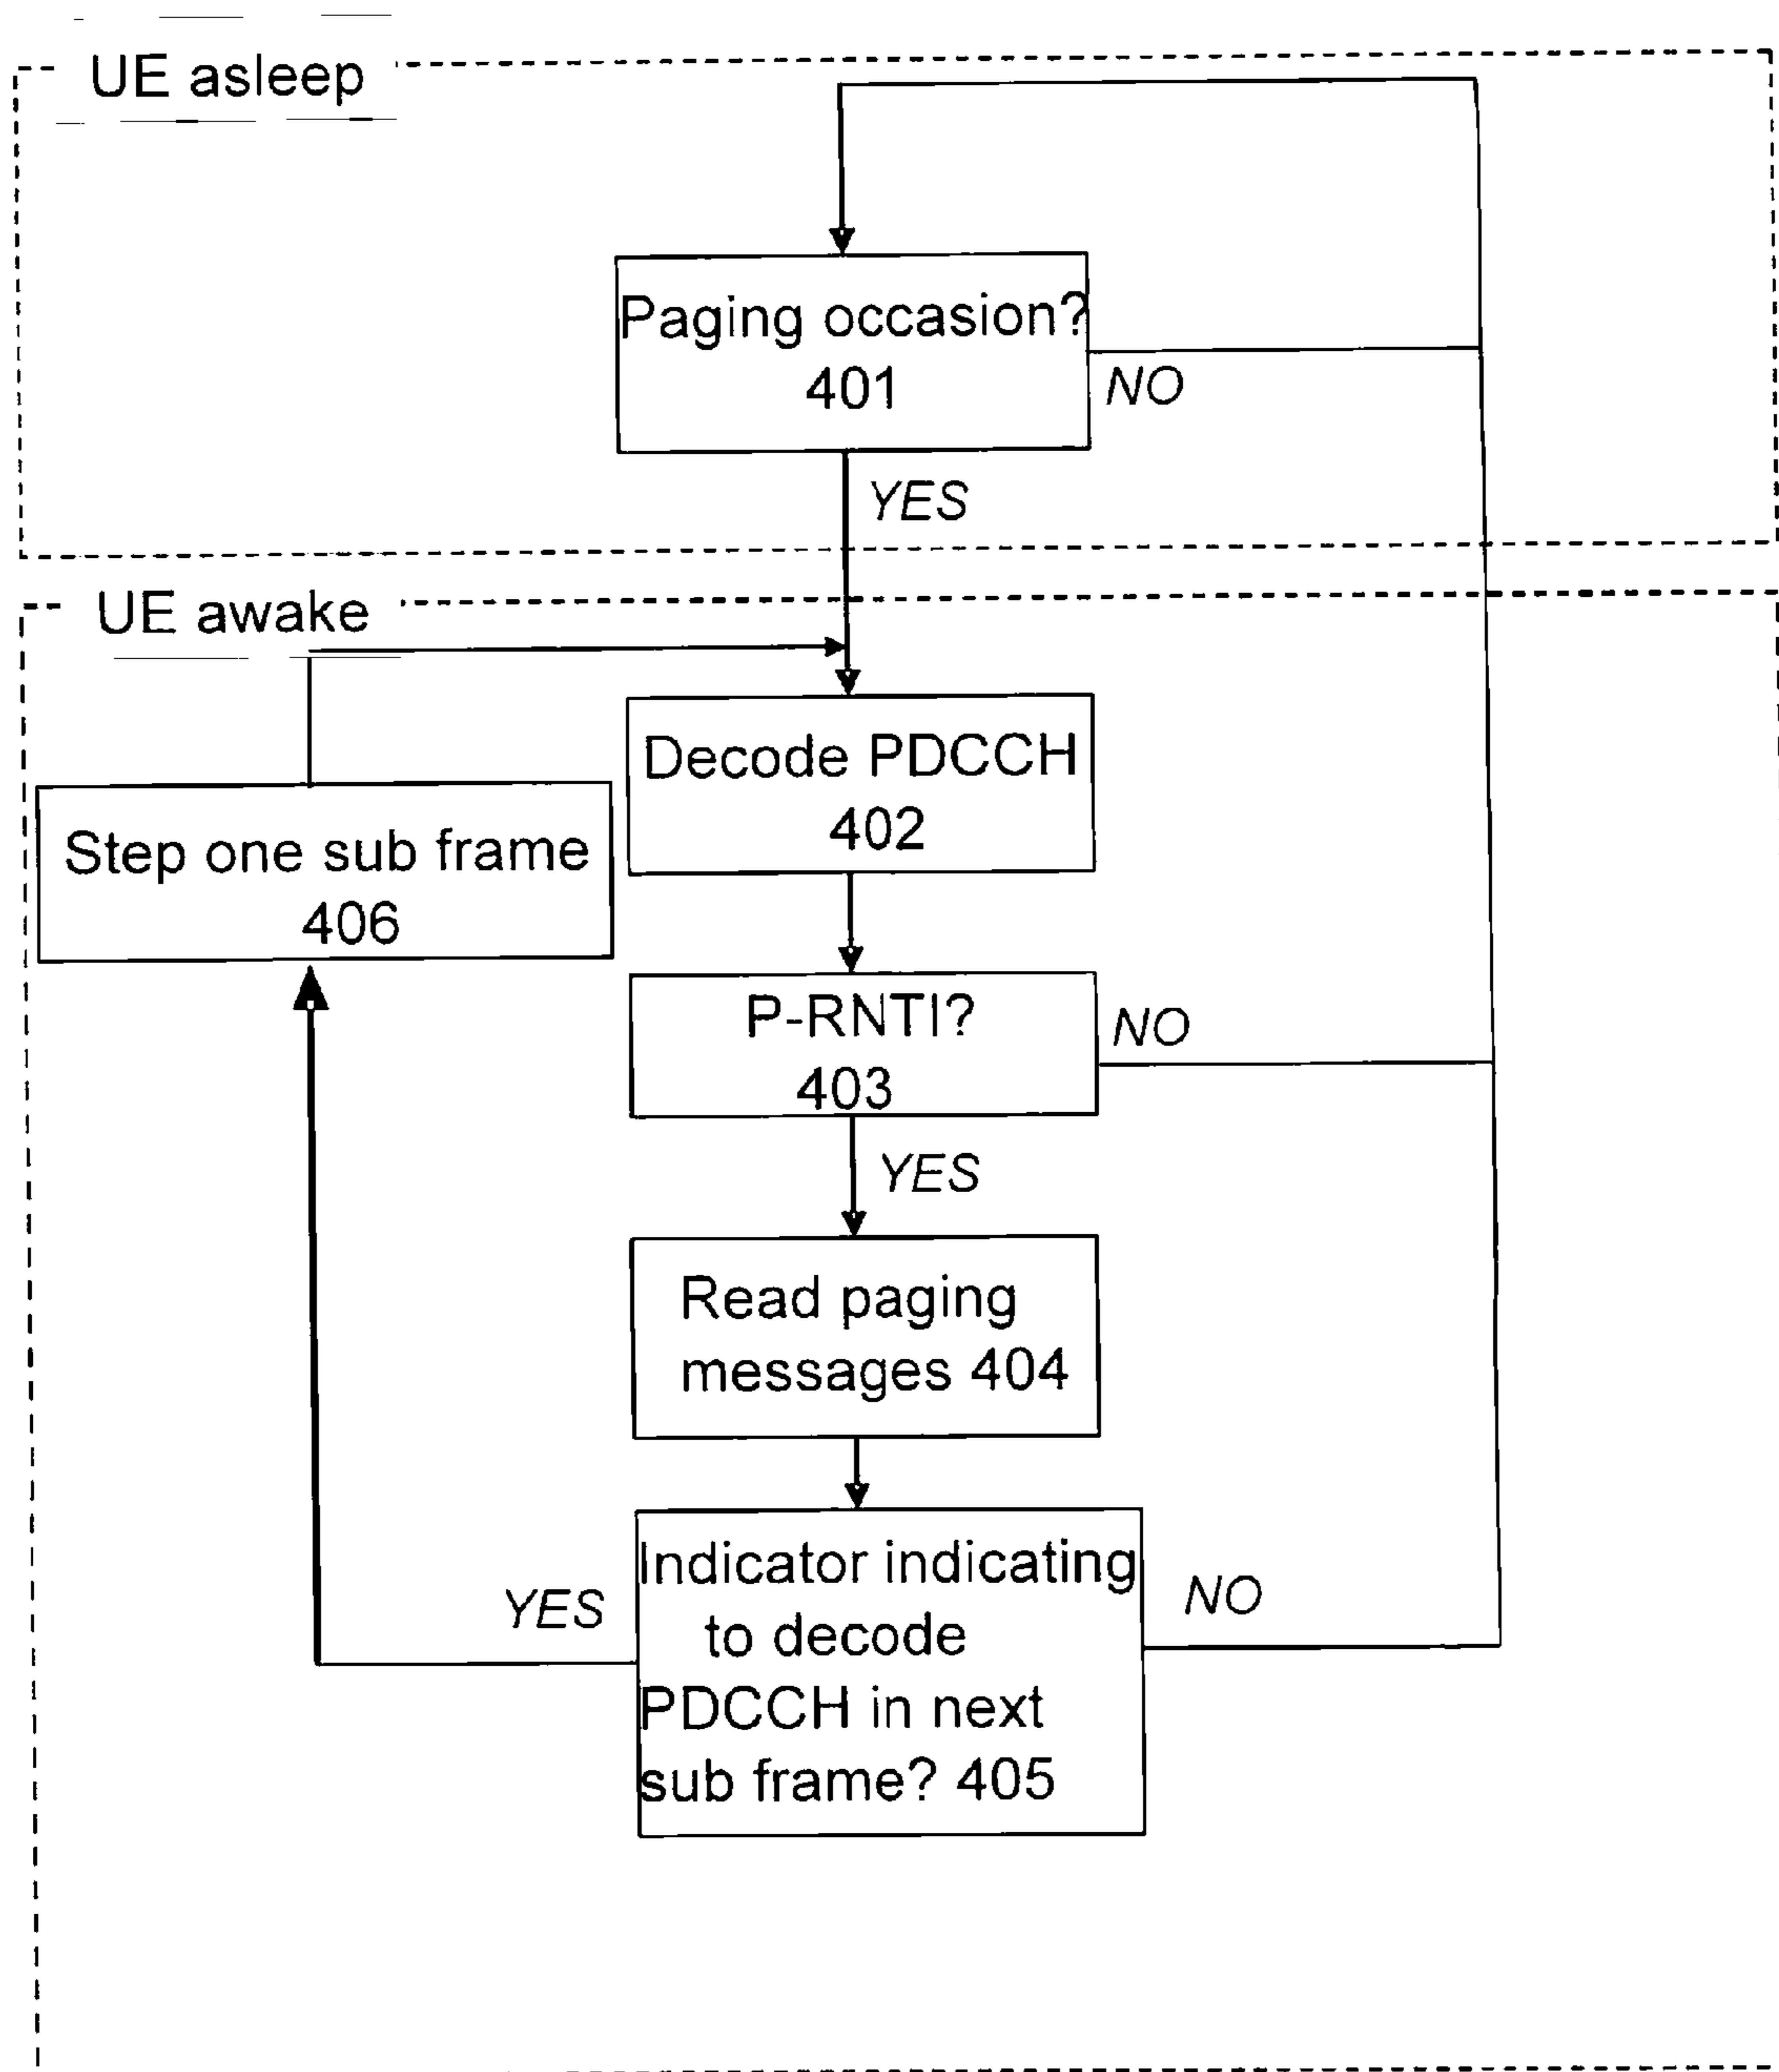 UE asleep
Paging occasion?
401
NO
YES
UE awake
Decode PDCCH
402
Step one sub frame
406
P-RNTI?
403
NO
YES
Read paging
messages 404
Indicator indicating
to decode
PDCCH in next
sub frame? 405
YES
NO